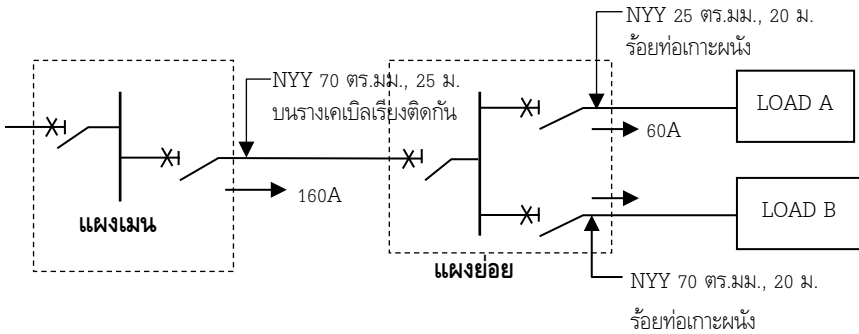 NYY 25 ตร.มม., 20 ม.
ร้อยท่อเกาะผนัง
NYY 70 ตร.มม., 25 ม.
บนรางเคเบิลเรียงติดกัน
LOAD A
60A
160A
แผงเมน
LOAD B
แผงย่อย
NYY 70 ตร.มม., 20 ม.
ร้อยท่อเกาะผนัง